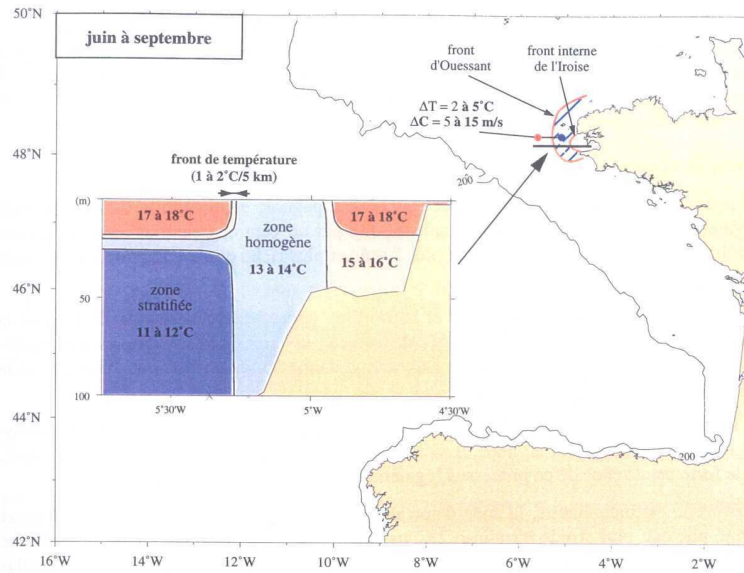 juin à septembre
front
d'Ouessant
front interne
de l'Iroise
ΔT = 2 à 5°C
ΔC = 5 à 15 m/s
front de température
(1 à 2°C/5 km)
(m)
17 à 18°C
17 à 18°C
zone
homogène
13 à 14°C
15 à 16°C
50
zone
stratifiée
11 à 12°C
100
5°30'W
5°W
4°30'W
200
200
50°N
48°N
46°N
44°N
42°N
16°W
14°W
12°W
10°W
8°W
6°W
4°W
2°W
0°